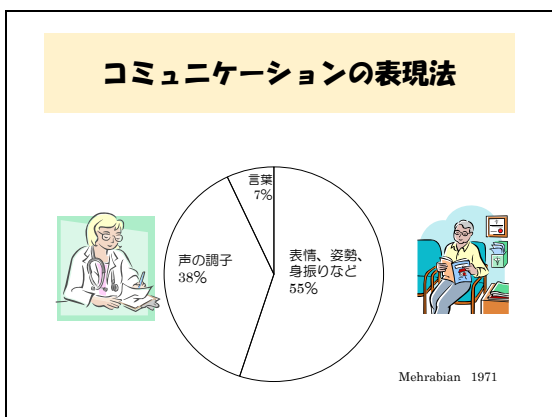 コミュニケーションの表現法
言葉
7%
声の調子
38%
表情、姿勢、
身振りなど
55%
Mehrabian 1971